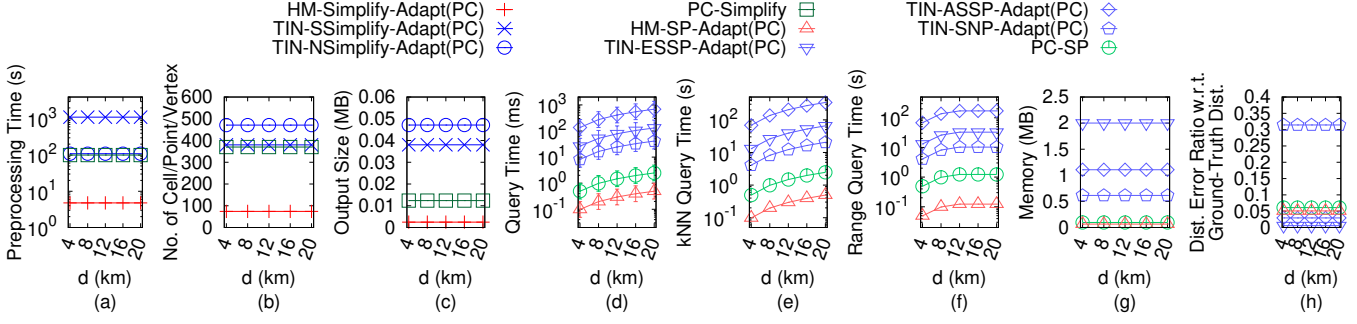 HM-Simplify-Adapt(PC)
TIN-SSimplify-Adapt(PC)
TIN-NSimplify-Adapt(PC)
PC-Simplify
HM-SP-Adapt(PC)
TIN-ESSP-Adapt(PC)
TIN-ASSP-Adapt(PC)
TIN-SNP-Adapt(PC)
PC-SP
Preprocessing Time (s)
10^3
10^2
10^1
10^0
4 8 12 16 20
d (km)
(a)
No. of Cell/Point/Vertex
600
500
400
300
200
100
0
4 8 12 16 20
d (km)
(b)
Output Size (MB)
0.06
0.05
0.04
0.03
0.02
0.01
0
4 8 12 16 20
d (km)
(c)
Query Time (ms)
10^3
10^2
10^1
10^0
10^-1
4 8 12 16 20
d (km)
(d)
kNN Query Time (s)
10^2
10^1
10^0
10^-1
4 8 12 16 20
d (km)
(e)
Range Query Time (s)
10^2
10^1
10^0
10^-1
4 8 12 16 20
d (km)
(f)
Memory (MB)
2.5
2
1.5
1
0.5
0
4 8 12 16 20
d (km)
(g)
Dist. Error Ratio w.r.t.
Ground-Truth Dist.
0.4
0.35
0.3
0.25
0.2
0.15
0.1
0.05
0
4 8 12 16 20
d (km)
(h)